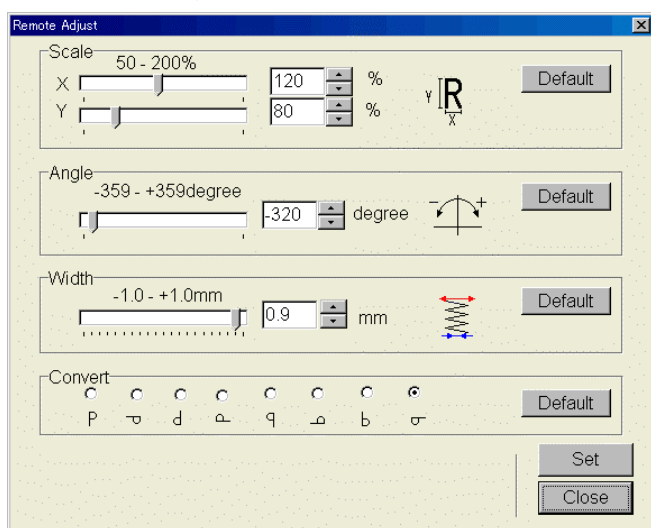 Remote Adjust
Scale
50 - 200%
X 120 %
Y 80 %
Y R X
Default
Angle
-359 - +359degree
-320 degree
- +
Default
Width
-1.0 - +1.0mm
0.9 mm
Default
Convert
P
Default
Set
Close